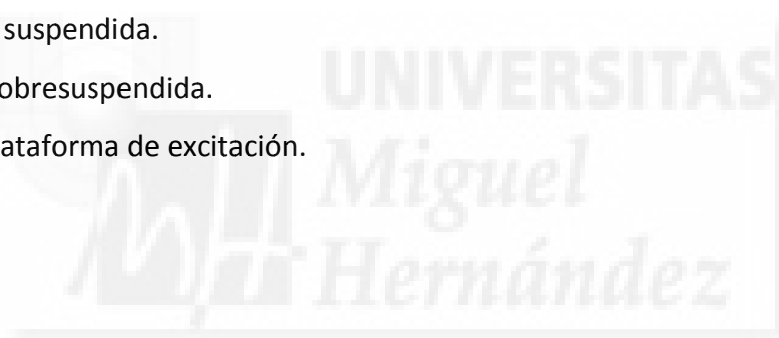 suspendida.
obresuspendida.
ataforma de excitación.
UNIVERSITAS
Miguel
Hernández